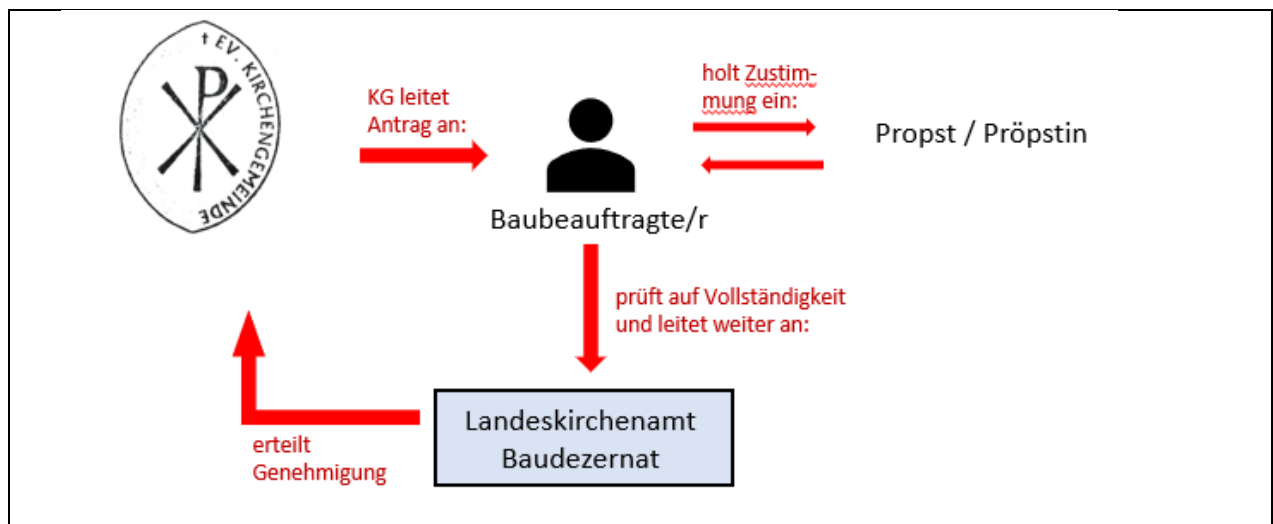 † EV. KIRCHENGEMEINDE
P
KG leitet
Antrag an:
holt Zustim-
mung ein:
Propst / Pröpstin
Baubeauftragte/r
prüft auf Vollständigkeit
und leitet weiter an:
Landeskirchenamt
Baudezernat
erteilt
Genehmigung